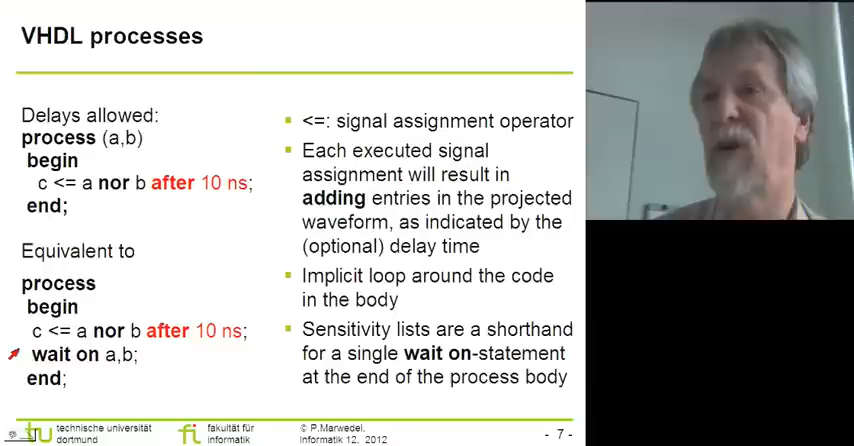 VHDL processes
Delays allowed:
process (a,b)
begin
c <= a nor b after 10 ns;
end;
Equivalent to
process
begin
c <= a nor b after 10 ns;
wait on a,b;
end;
<=: signal assignment operator
Each executed signal
assignment will result in
adding entries in the projected
waveform, as indicated by the
(optional) delay time
Implicit loop around the code
in the body
Sensitivity lists are a shorthand
for a single wait on-statement
at the end of the process body
technische universität
dortmund
fakultät für
informatik
© P.Marwedel,
Informatik 12, 2012
- 7 -